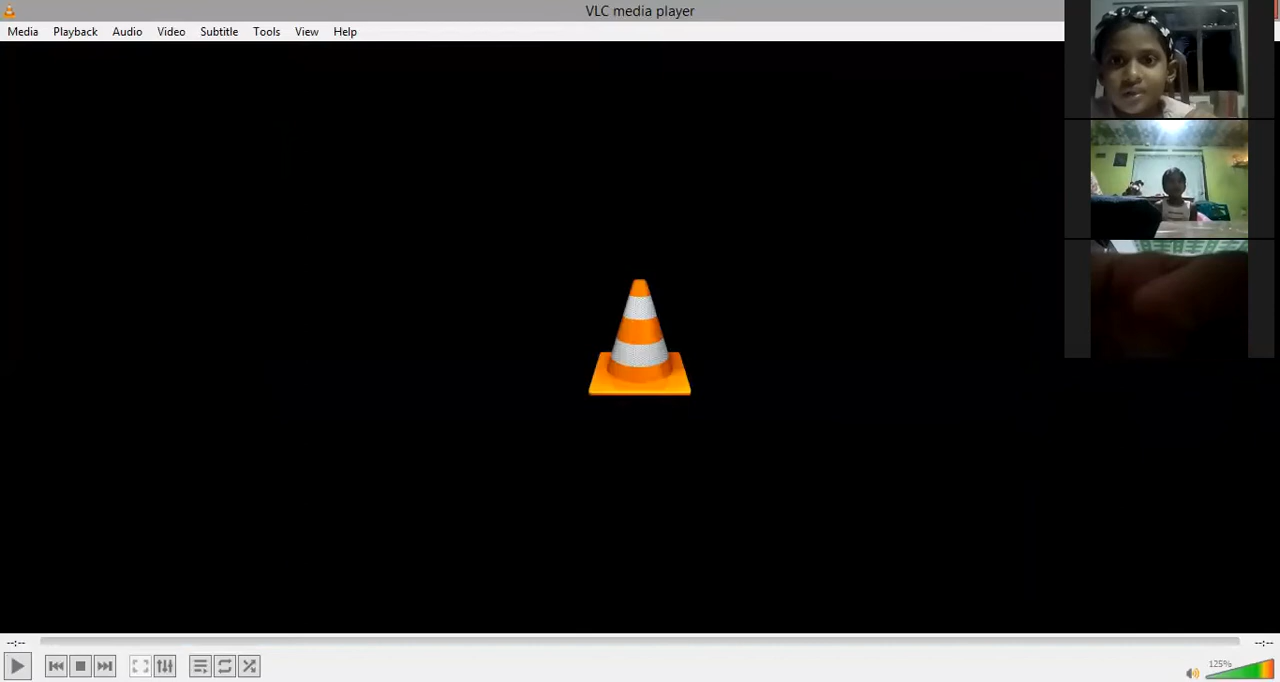 VLC media player
Media Playback Audio Video Subtitle Tools View Help
--:-- --:--
125%